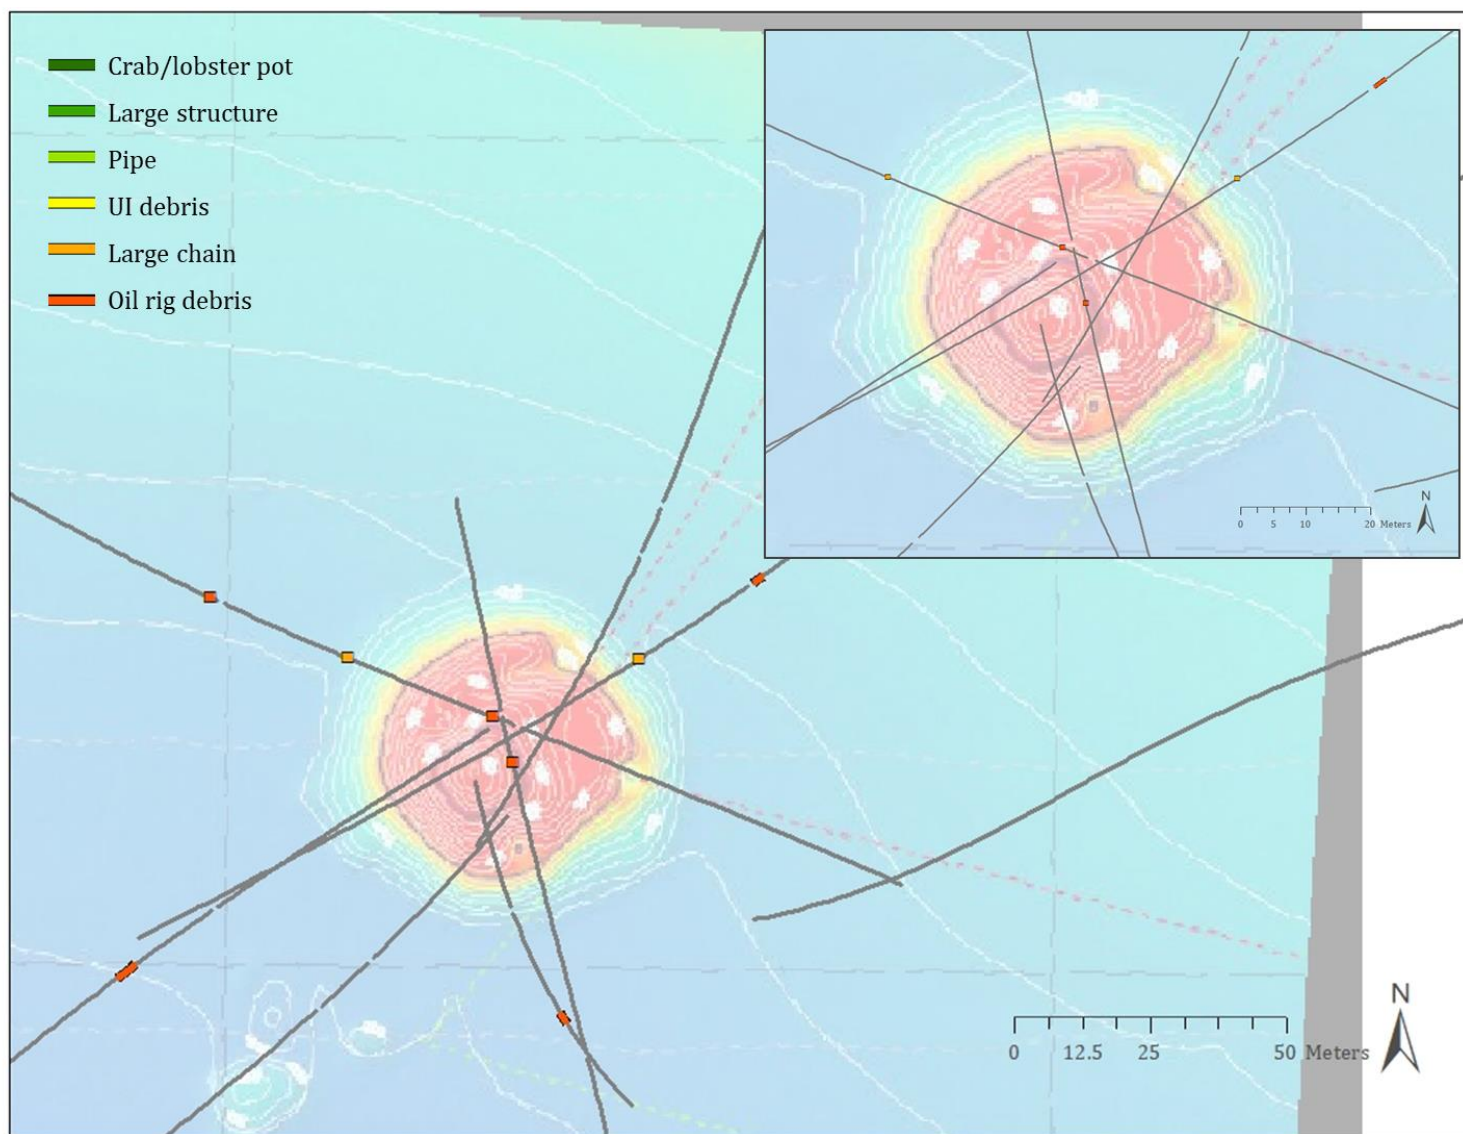 Crab/lobster pot
Large structure
Pipe
UI debris
Large chain
Oil rig debris
N
0 5 10 20 Meters
N
0 12.5 25 50 Meters